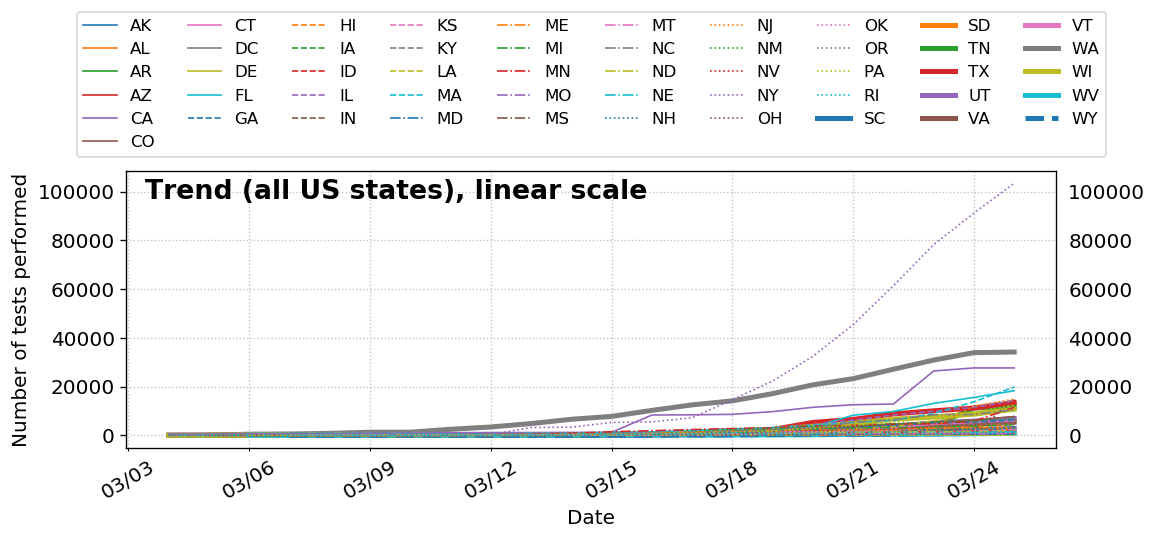 AK CT HI KS ME MT NJ OK SD VT
AL DC IA KY MI NC NM OR TN WA
AR DE ID LA MN ND NV PA TX WI
AZ FL IL MA MO NE NY RI UT WV
CA GA IN MD MS NH OH SC VA WY
CO
Trend (all US states), linear scale
Number of tests performed
100000 100000
80000 80000
60000 60000
40000 40000
20000 20000
0 0
03/03 03/06 03/09 03/12 03/15 03/18 03/21 03/24
Date